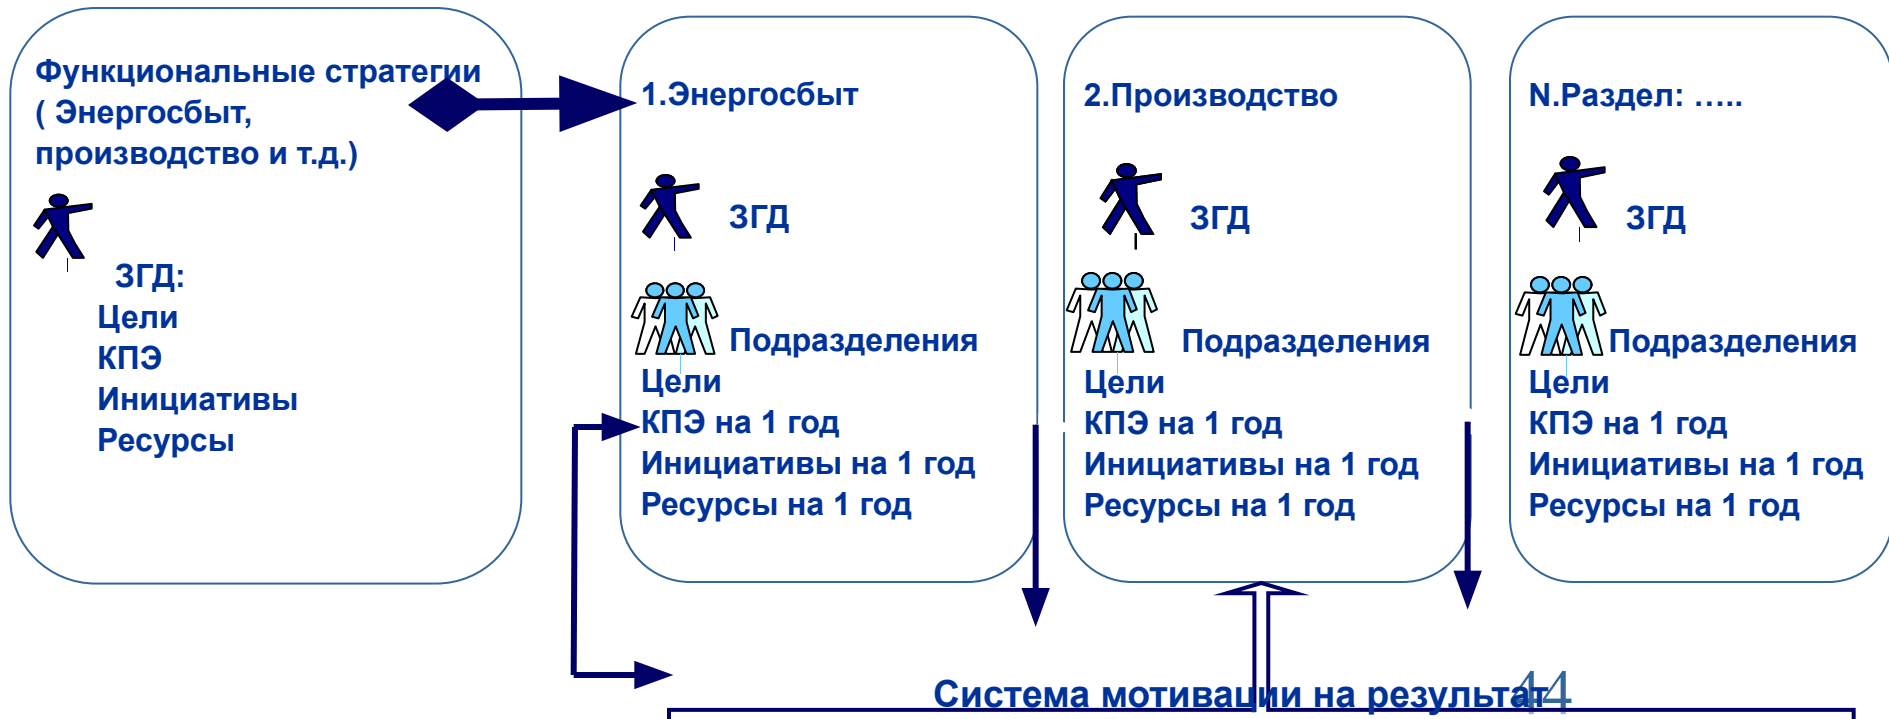 Функциональные стратегии
( Энергосбыт,
производство и т.д.)
ЗГД:
Цели
КПЭ
Инициативы
Ресурсы
1.Энергосбыт
ЗГД
Подразделения
Цели
КПЭ на 1 год
Инициативы на 1 год
Ресурсы на 1 год
2.Производство
ЗГД
Подразделения
Цели
КПЭ на 1 год
Инициативы на 1 год
Ресурсы на 1 год
N.Раздел: …..
ЗГД
Подразделения
Цели
КПЭ на 1 год
Инициативы на 1 год
Ресурсы на 1 год
Система мотивации на результат
44